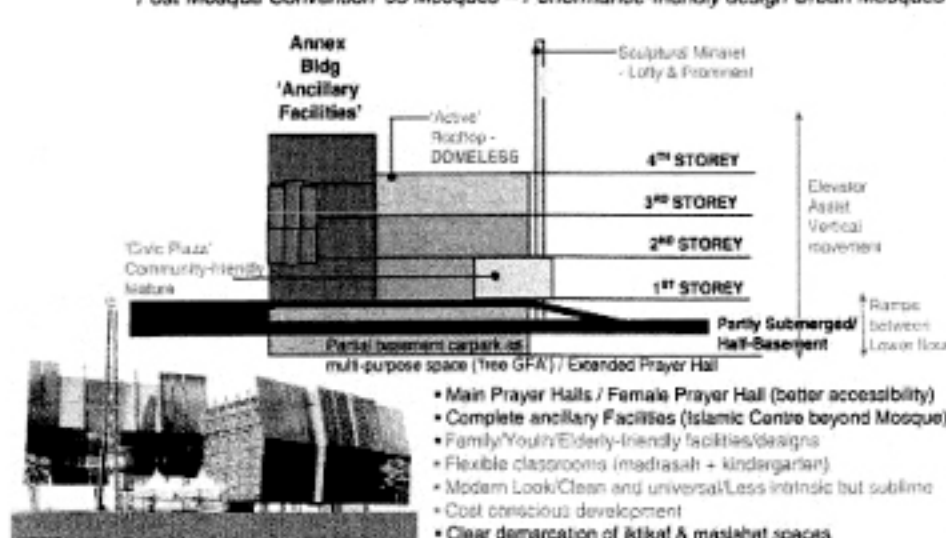 Post Mosque Convention '05 Mosques – Performance friendly design Urban Mosques
Annex
Bldg
'Ancillary
Facilities'
Sculptural Minaret
- Lofty & Prominent
'Active'
Rooftop -
DOMELESS
4TH STOREY
3RD STOREY
2ND STOREY
1ST STOREY
Elevator
Assist
Vertical
movement
'Civic Plaza'
Community-friendly
feature
Ramps
between
Lower floor
Partly Submerged/
Half-Basement
Partial basement carpark as
multi-purpose space ('free GFA') / Extended Prayer Hall
• Main Prayer Halls / Female Prayer Hall (better accessibility)
• Complete ancillary Facilities (Islamic Centre beyond Mosque)
• Family/Youth/Elderly-friendly facilities/designs
• Flexible classrooms (madrasah + kindergarten)
• Modern Look/Clean and universal/Less intrinsic but sublime
• Cost conscious development
• Clear demarcation of iktikaf & maslahat spaces